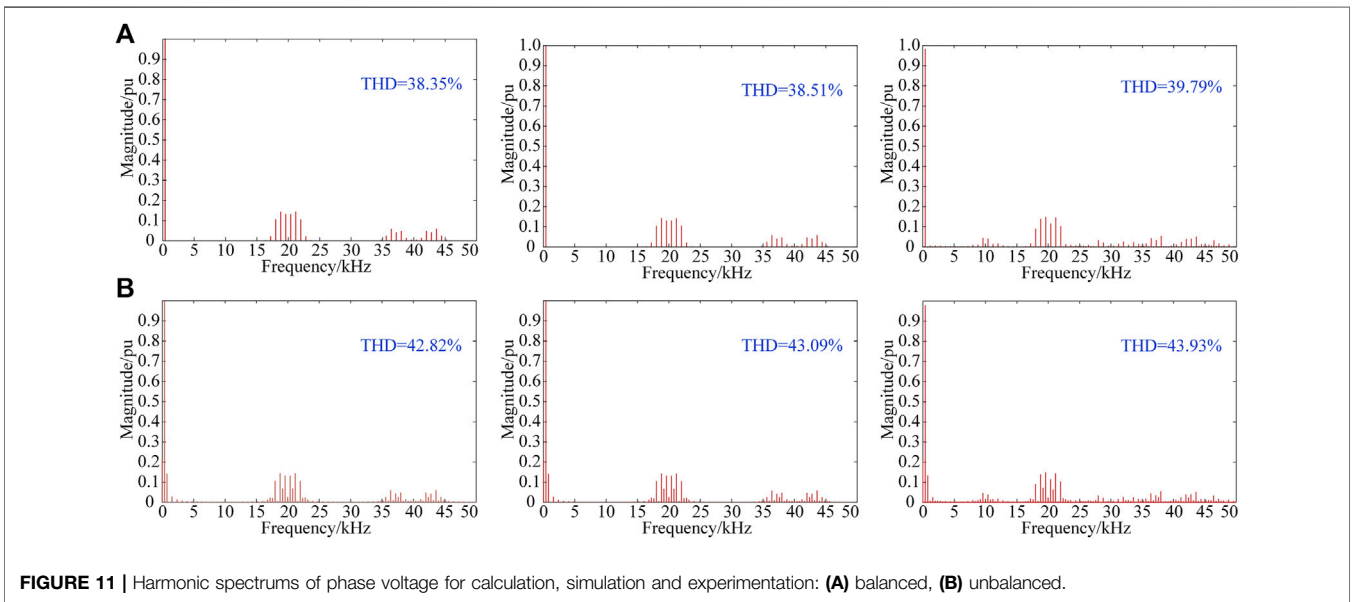 A
Magnitude/pu
0.9
0.8
0.7
0.6
0.5
0.4
0.3
0.2
0.1
0
THD=38.35%
0 5 10 15 20 25 30 35 40 45 50
Frequency/kHz
Magnitude/pu
1.0
0.9
0.8
0.7
0.6
0.5
0.4
0.3
0.2
0.1
0
THD=38.51%
0 5 10 15 20 25 30 35 40 45 50
Frequency/kHz
Magnitude/pu
1.0
0.9
0.8
0.7
0.6
0.5
0.4
0.3
0.2
0.1
0
THD=39.79%
0 5 10 15 20 25 30 35 40 45 50
Frequency/kHz
B
Magnitude/pu
0.9
0.8
0.7
0.6
0.5
0.4
0.3
0.2
0.1
0
THD=42.82%
0 5 10 15 20 25 30 35 40 45 50
Frequency/kHz
Magnitude/pu
0.9
0.8
0.7
0.6
0.5
0.4
0.3
0.2
0.1
0
THD=43.09%
0 5 10 15 20 25 30 35 40 45 50
Frequency/kHz
Magnitude/pu
0.9
0.8
0.7
0.6
0.5
0.4
0.3
0.2
0.1
0
THD=43.93%
0 5 10 15 20 25 30 35 40 45 50
Frequency/kHz
FIGURE 11 | Harmonic spectrums of phase voltage for calculation, simulation and experimentation: (A) balanced, (B) unbalanced.